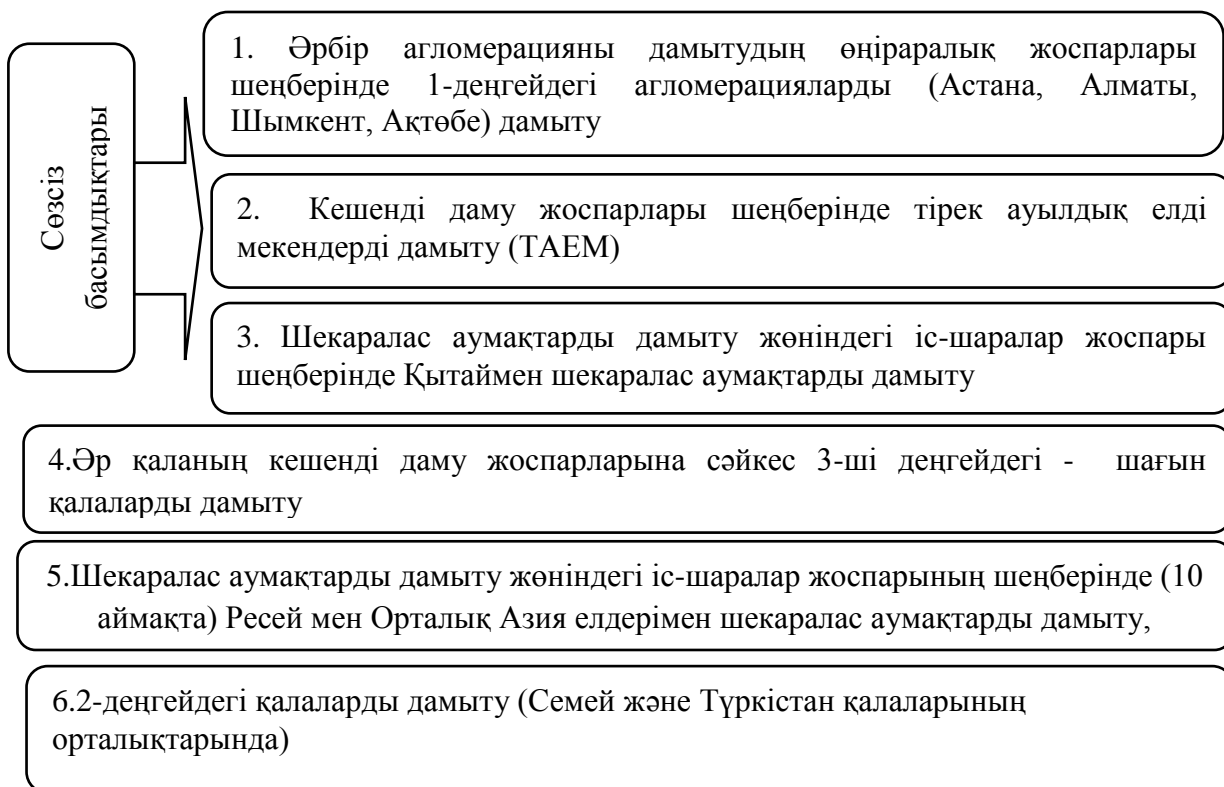 Сөзсіз
басымдықтары
1. Әрбір агломерацияны дамытудың өңіраралық жоспарлары
шеңберінде 1-деңгейдегі агломерацияларды (Астана, Алматы,
Шымкент, Ақтөбе) дамыту
2. Кешенді даму жоспарлары шеңберінде тірек ауылдық елді
мекендерді дамыту (ТАЕМ)
3. Шекаралас аумақтарды дамыту жөніндегі іс-шаралар жоспары
шеңберінде Қытаймен шекаралас аумақтарды дамыту
4.Әр қаланың кешенді даму жоспарларына сәйкес 3-ші деңгейдегі - шағын
қалаларды дамыту
5.Шекаралас аумақтарды дамыту жөніндегі іс-шаралар жоспарының шеңберінде (10
аймақта) Ресей мен Орталық Азия елдерімен шекаралас аумақтарды дамыту,
6.2-деңгейдегі қалаларды дамыту (Семей және Түркістан қалаларының
орталықтарында)